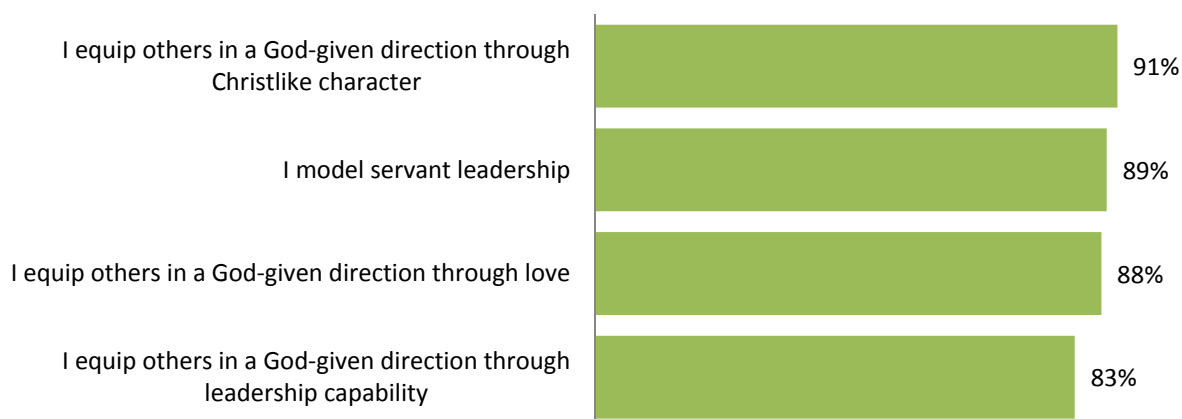 I equip others in a God-given direction through
Christlike character
91%
I model servant leadership
89%
I equip others in a God-given direction through love
88%
I equip others in a God-given direction through
leadership capability
83%